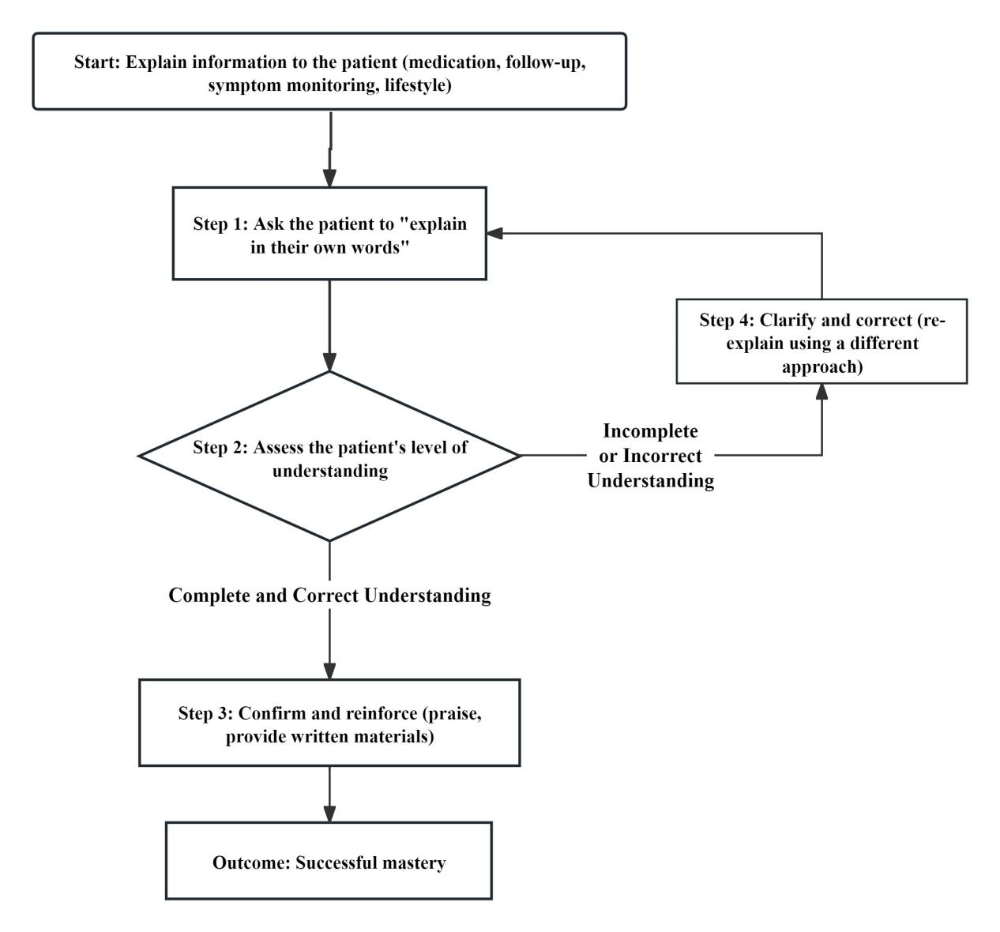 Start: Explain information to the patient (medication, follow-up,
symptom monitoring, lifestyle)
Step 1: Ask the patient to "explain
in their own words"
Step 4: Clarify and correct (re-
explain using a different
approach)
Step 2: Assess the patient's level of
understanding
Incomplete
or Incorrect
Understanding
Complete and Correct Understanding
Step 3: Confirm and reinforce (praise,
provide written materials)
Outcome: Successful mastery